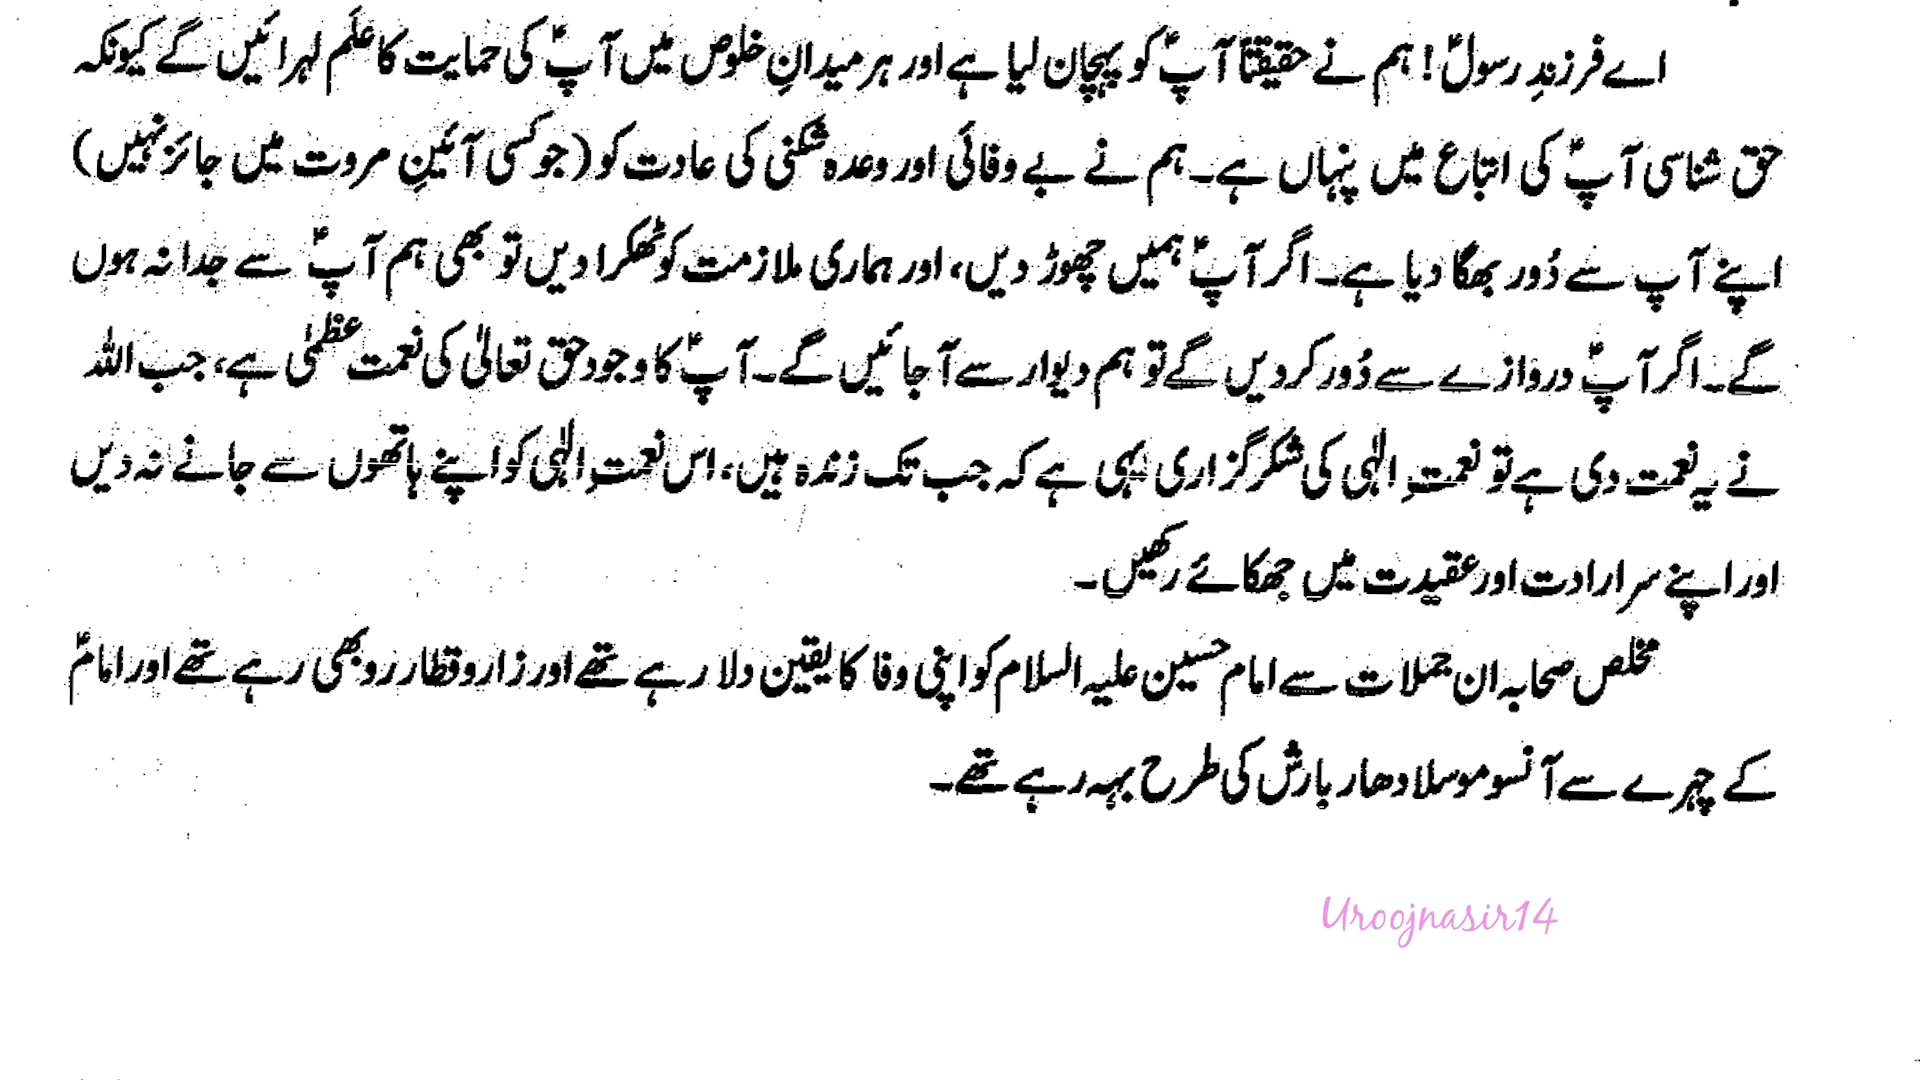 اے فرزندِ رسولؐ! ہم نے حقیقتاً آپؑ کو پہچان لیا ہے اور ہر میدانِ خلوص میں آپؑ کی حمایت کا علَم لہرائیں گے کیونکہ
حق شناسی آپؑ کی اتباع میں پنہاں ہے۔ ہم نے بے وفائی اور وعدہ شکنی کی عادت کو (جو کسی آئینِ مروت میں جائز نہیں)
اپنے آپ سے دُور بھگا دیا ہے۔ اگر آپؑ ہمیں چھوڑ دیں، اور ہماری ملازمت کو ٹھکرا دیں تو بھی ہم آپؑ سے جدا نہ ہوں
گے۔ اگر آپؑ دروازے سے دُور کر دیں گے تو ہم دیوار سے آ جائیں گے۔ آپؑ کا وجود حق تعالیٰ کی نعمت عظمیٰ ہے، جب اللہ
نے یہ نعمت دی ہے تو نعمتِ الٰہی کی شکرگزاری یہی ہے کہ جب تک زندہ ہیں، اس نعمتِ الٰہی کو اپنے ہاتھوں سے جانے نہ دیں
اور اپنے سر ارادت اور عقیدت میں جھکائے رکھیں۔
مخلص صحابہ ان جملات سے امام حسین علیہ السلام کو اپنی وفا کا یقین دلا رہے تھے اور زار و قطار رو بھی رہے تھے اور امامؑ
کے چہرے سے آنسو موسلا دھار بارش کی طرح بہہ رہے تھے۔
Uroojnasir14